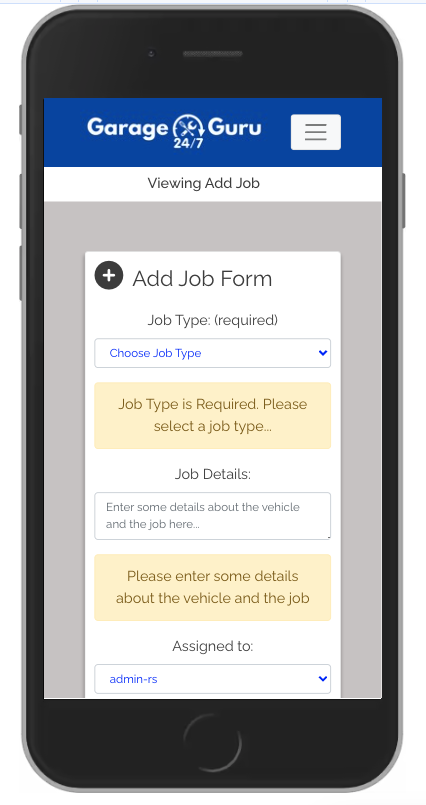 Garage Guru
24/7
Viewing Add Job
Add Job Form
Job Type: (required)
Choose Job Type
Job Type is Required. Please
select a job type...
Job Details:
Enter some details about the vehicle
and the job here...
Please enter some details
about the vehicle and the job
Assigned to:
admin-rs